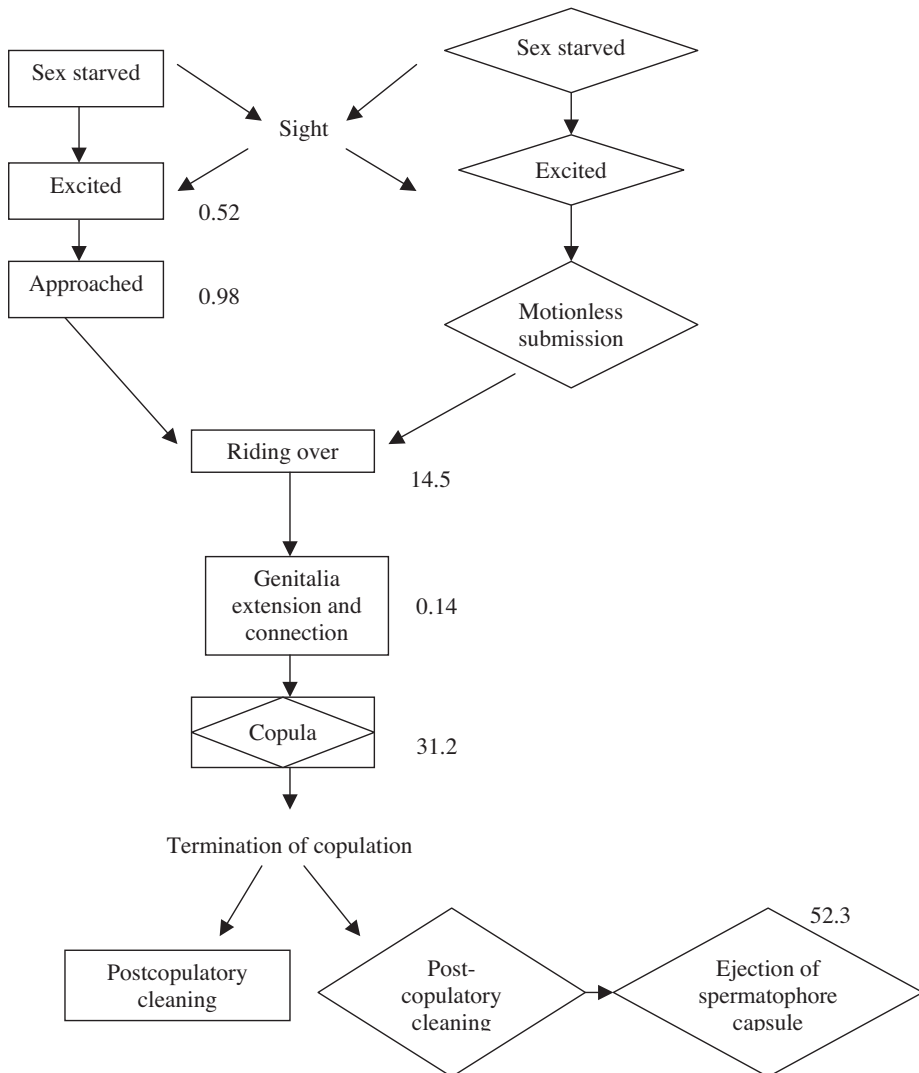 Sex starved
Sex starved
Sight
Excited
0.52
Excited
Approached
0.98
Motionless
submission
Riding over
14.5
Genitalia
extension and
connection
0.14
Copula
31.2
Termination of copulation
Postcopulatory
cleaning
Post-
copulatory
cleaning
52.3
Ejection of
spermatophore
capsule